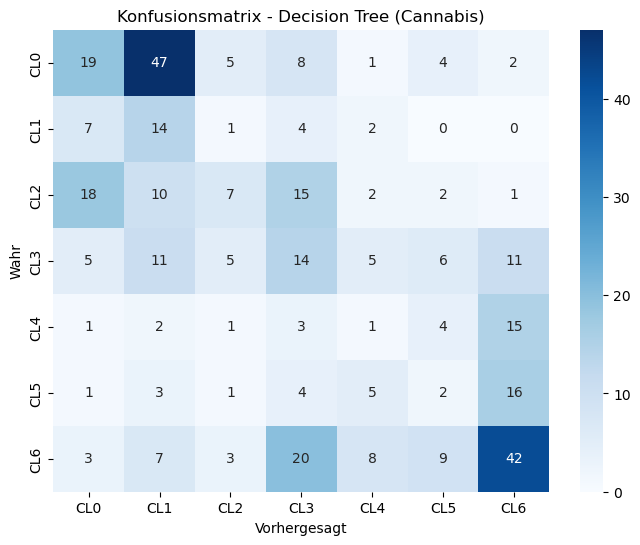 Konfusionsmatrix - Decision Tree (Cannabis)
CL0 19 47 5 8 1 4 2
CL1 7 14 1 4 2 0 0
CL2 18 10 7 15 2 2 1
CL3 5 11 5 14 5 6 11
CL4 1 2 1 3 1 4 15
CL5 1 3 1 4 5 2 16
CL6 3 7 3 20 8 9 42
CL0 CL1 CL2 CL3 CL4 CL5 CL6
Vorhergesagt
Wahr
40
30
20
10
0